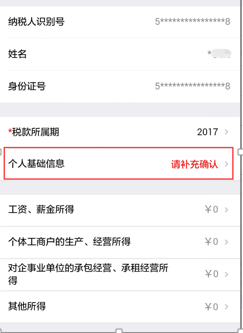 纳税人识别号 5****************8
姓名 *
身份证号 5****************8
*税款所属期 2017
个人基础信息 请补充确认
工资、薪金所得 ￥0
个体工商户的生产、经营所得 ￥0
对企事业单位的承包经营、承租经营所 ￥0
得
其他所得 ￥0